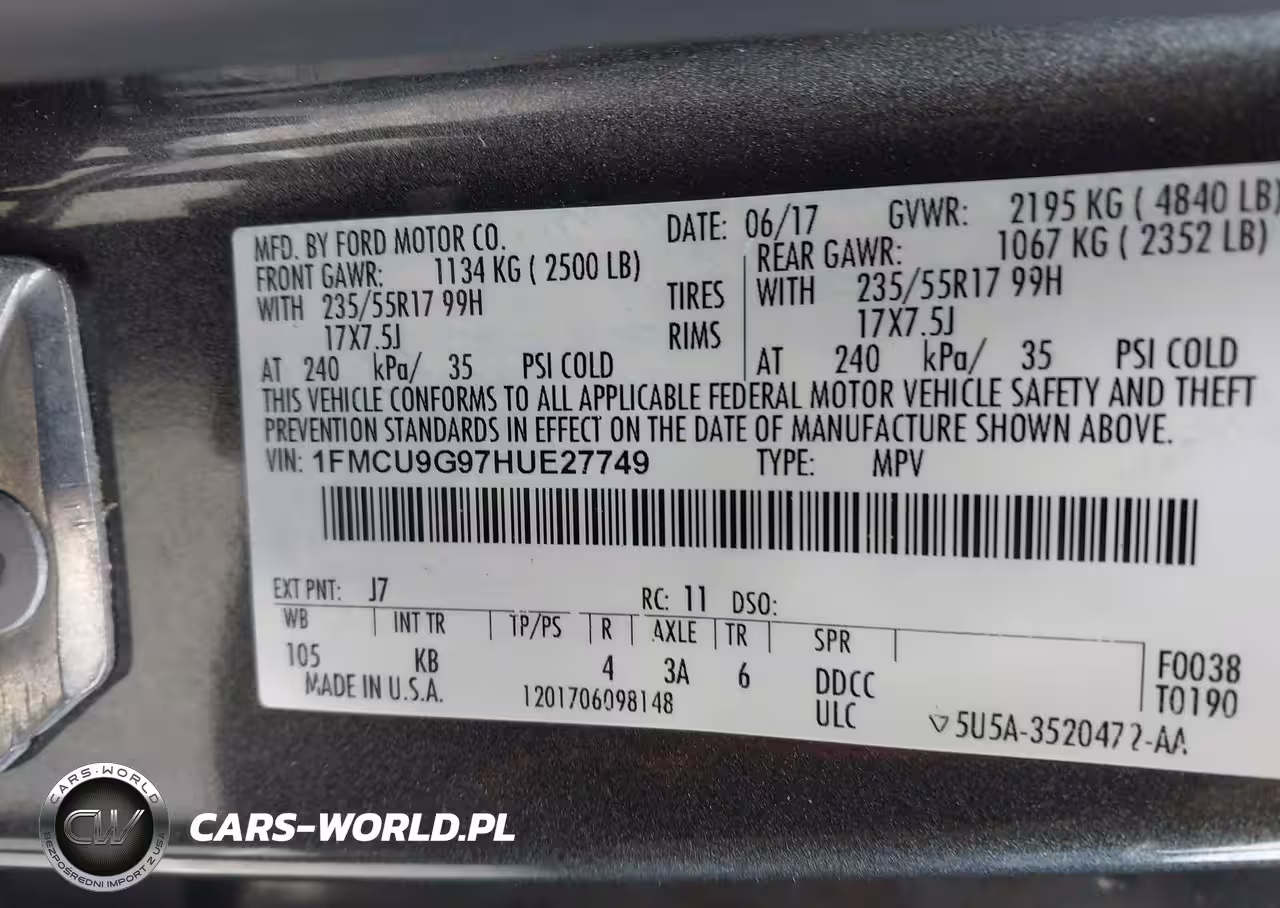 MFD. BY FORD MOTOR CO. DATE: 06/17 GVWR: 2195 KG ( 4840 LB)
FRONT GAWR: 1134 KG ( 2500 LB) REAR GAWR: 1067 KG ( 2352 LB)
WITH 235/55R17 99H TIRES WITH 235/55R17 99H
17X7.5J RIMS 17X7.5J
AT 240 kPa/ 35 PSI COLD AT 240 kPa/ 35 PSI COLD
THIS VEHICLE CONFORMS TO ALL APPLICABLE FEDERAL MOTOR VEHICLE SAFETY AND THEFT
PREVENTION STANDARDS IN EFFECT ON THE DATE OF MANUFACTURE SHOWN ABOVE.
VIN: 1FMCU9G97HUE27749 TYPE: MPV
EXT PNT: J7 RC: 11 DSO:
WB INT TR TP/PS R AXLE TR SPR
105 KB 4 3A 6 DDCC F0038
MADE IN U.S.A. 1201706098148 ULC T0190
5U5A-3520472-AA
CARS-WORLD
CW
BEZPOŚREDNI IMPORT Z USA
CARS-WORLD.PL